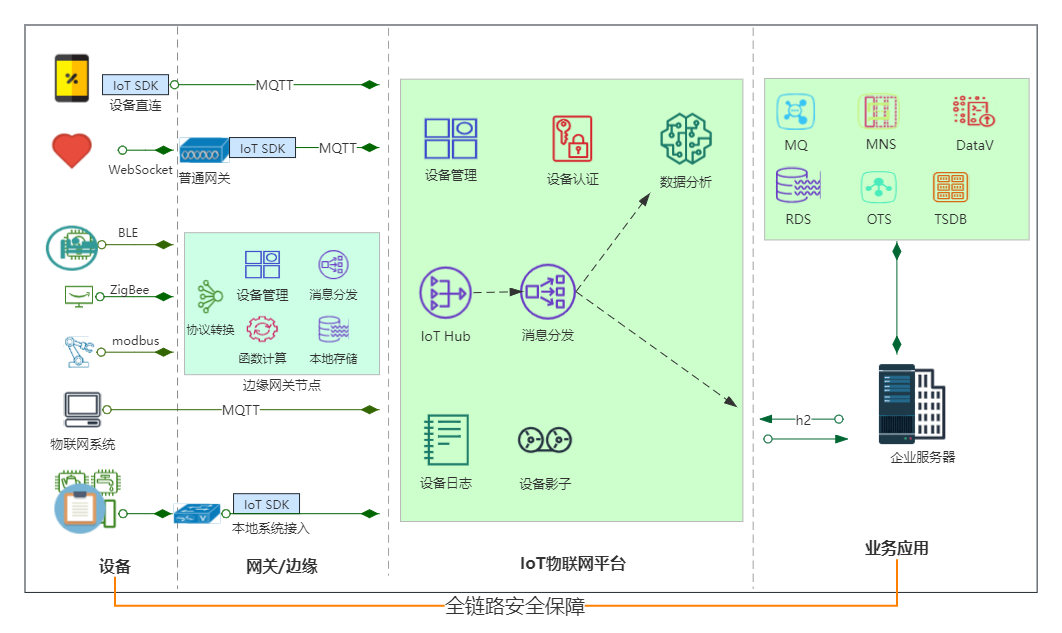 IoT SDK
MQTT
设备直连
WebSocket
普通网关
IoT SDK
MQTT
BLE
ZigBee
modbus
协议转换
设备管理
消息分发
函数计算
本地存储
边缘网关节点
MQTT
物联网系统
IoT SDK
本地系统接入
设备
网关/边缘
设备管理
设备认证
数据分析
IoT Hub
消息分发
设备日志
设备影子
IoT物联网平台
MQ
MNS
DataV
RDS
OTS
TSDB
h2
企业服务器
业务应用
全链路安全保障